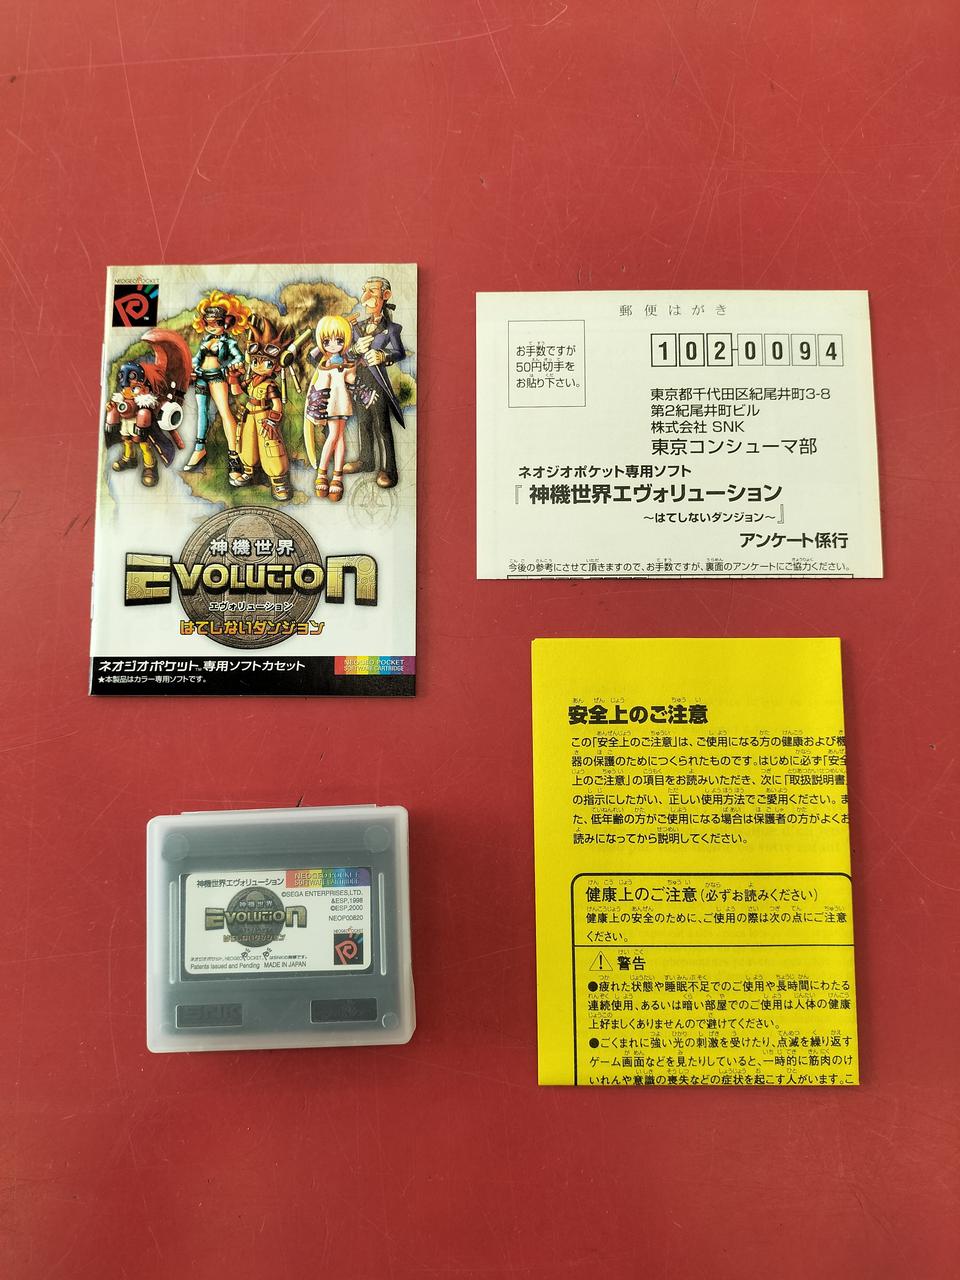 NEOGEO POCKET
神機世界
EVOLUTION
エヴォリューション
はてしないダンジョン
ネオジオポケット™専用ソフトカセット
NEOGEO POCKET
SOFTWARE CARTRIDGE
★本製品はカラー専用ソフトです。
郵便はがき
お手数ですが
50円切手を
お貼り下さい。
102-0094
東京都千代田区紀尾井町3-8
第2紀尾井町ビル
株式会社 SNK
東京コンシューマ部
ネオジオポケット専用ソフト
『神機世界エヴォリューション
〜はてしないダンジョン〜』
アンケート係行
今後の参考にさせて頂きますので、お手数ですが、裏面のアンケートにご協力ください。
神機世界エヴォリューション
NEOGEO POCKET
SOFTWARE CARTRIDGE
©SEGA ENTERPRISES,LTD.
&ESP,1998
©ESP,2000
NEOP00820
神機世界
EVOLUTION
はてしないダンジョン
NEOGEO POCKET
Patents Issued and Pending MADE IN JAPAN
SNK
安全上のご注意
この「安全上のご注意」は、ご使用になる方の健康および機
器の保護のためにつくられたものです。はじめに必ず「安全
上のご注意」の項目をお読みいただき、次に「取扱説明書」
の指示にしたがい、正しい使用方法でご愛用ください。ま
た、低年齢の方がご使用になる場合は保護者の方がよくお
読みになってから説明してください。
健康上のご注意(必ずお読みください)
健康上の安全のために、ご使用の際は次の点にご注意
ください。
警告
●疲れた状態や睡眠不足でのご使用や長時間にわたる
連続使用、あるいは暗い部屋でのご使用は人体の健康
上好ましくありませんので避けてください。
●ごくまれに強い光の刺激を受けたり、点滅を繰り返す
ゲーム画面などを見たりしていると、一時的に筋肉のけ
いれんや意識の喪失などの症状を起こす人がいます。こ